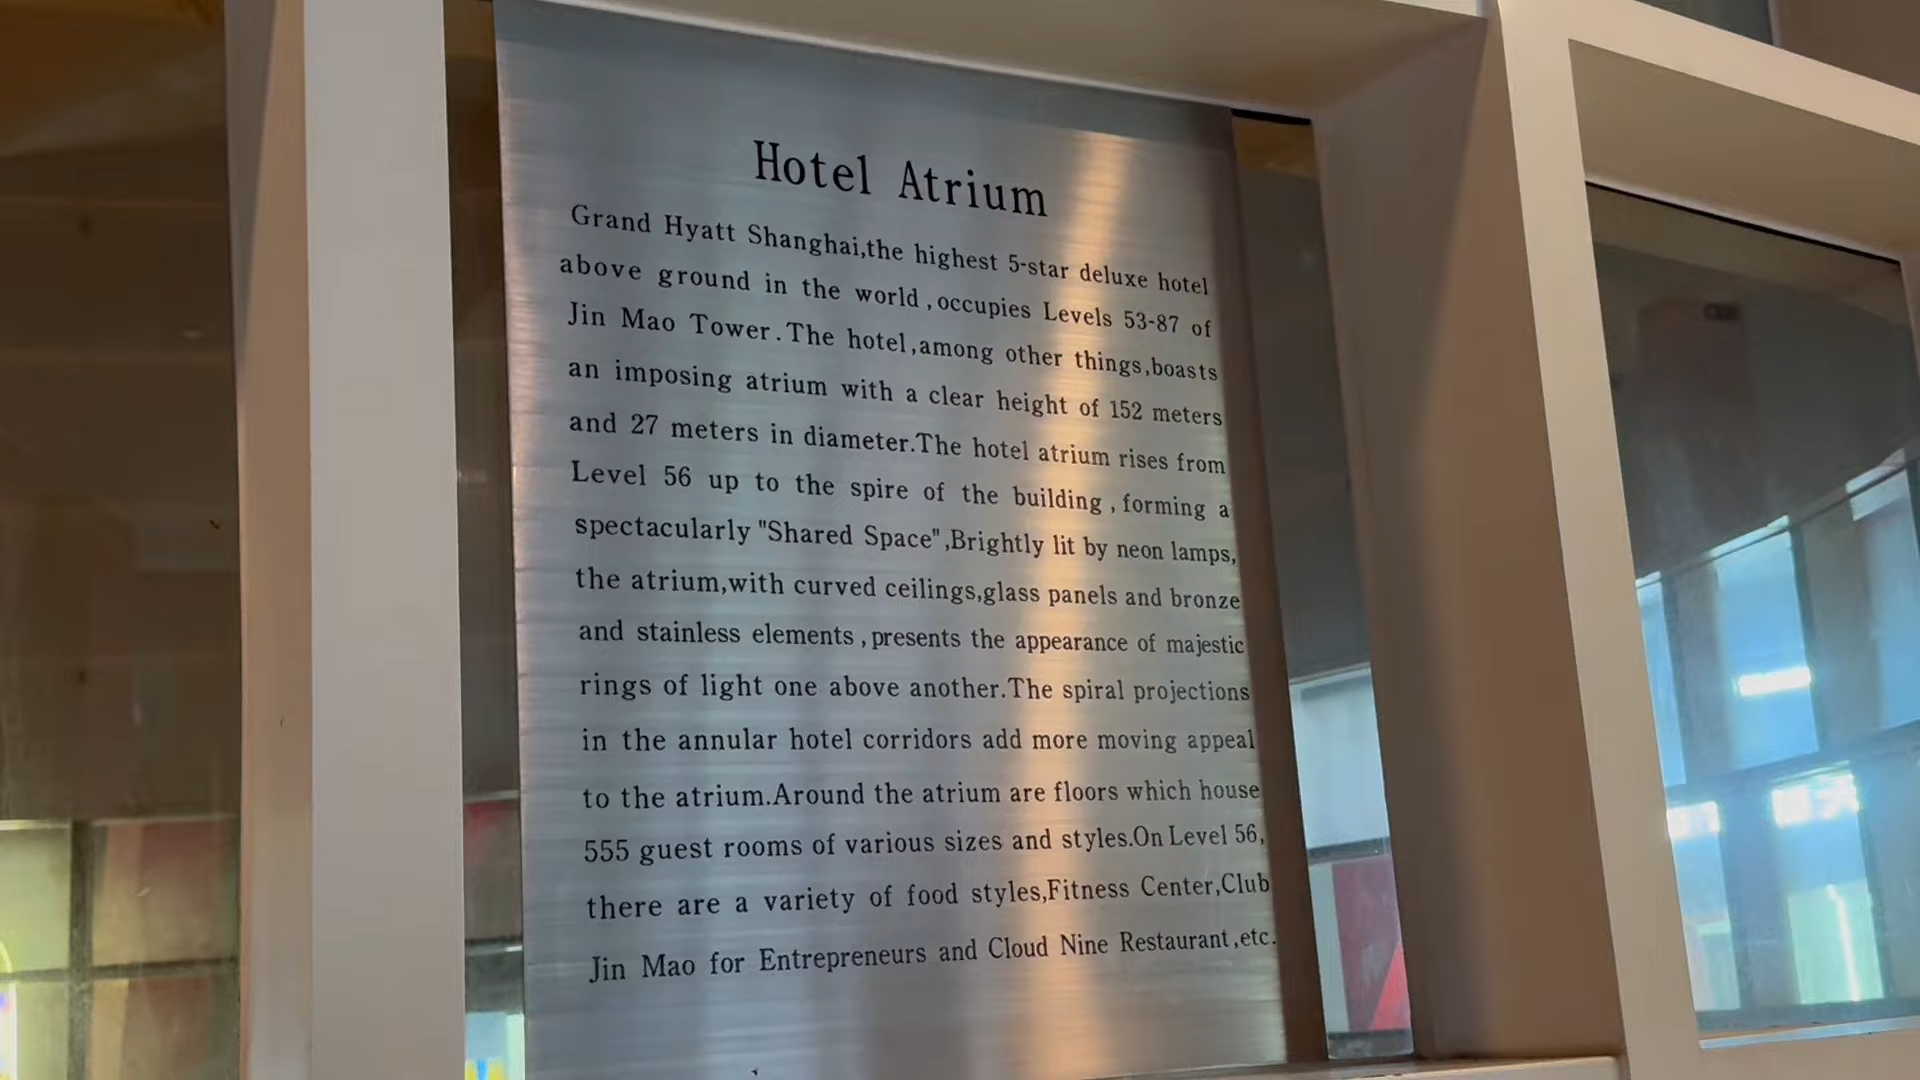 Hotel Atrium
Grand Hyatt Shanghai,the highest 5-star deluxe hotel
above ground in the world,occupies Levels 53-87 of
Jin Mao Tower.The hotel,among other things,boasts
an imposing atrium with a clear height of 152 meters
and 27 meters in diameter.The hotel atrium rises from
Level 56 up to the spire of the building,forming a
spectacularly "Shared Space",Brightly lit by neon lamps,
the atrium,with curved ceilings,glass panels and bronze
and stainless elements,presents the appearance of majestic
rings of light one above another.The spiral projections
in the annular hotel corridors add more moving appeal
to the atrium.Around the atrium are floors which house
555 guest rooms of various sizes and styles.On Level 56,
there are a variety of food styles,Fitness Center,Club
Jin Mao for Entrepreneurs and Cloud Nine Restaurant,etc.